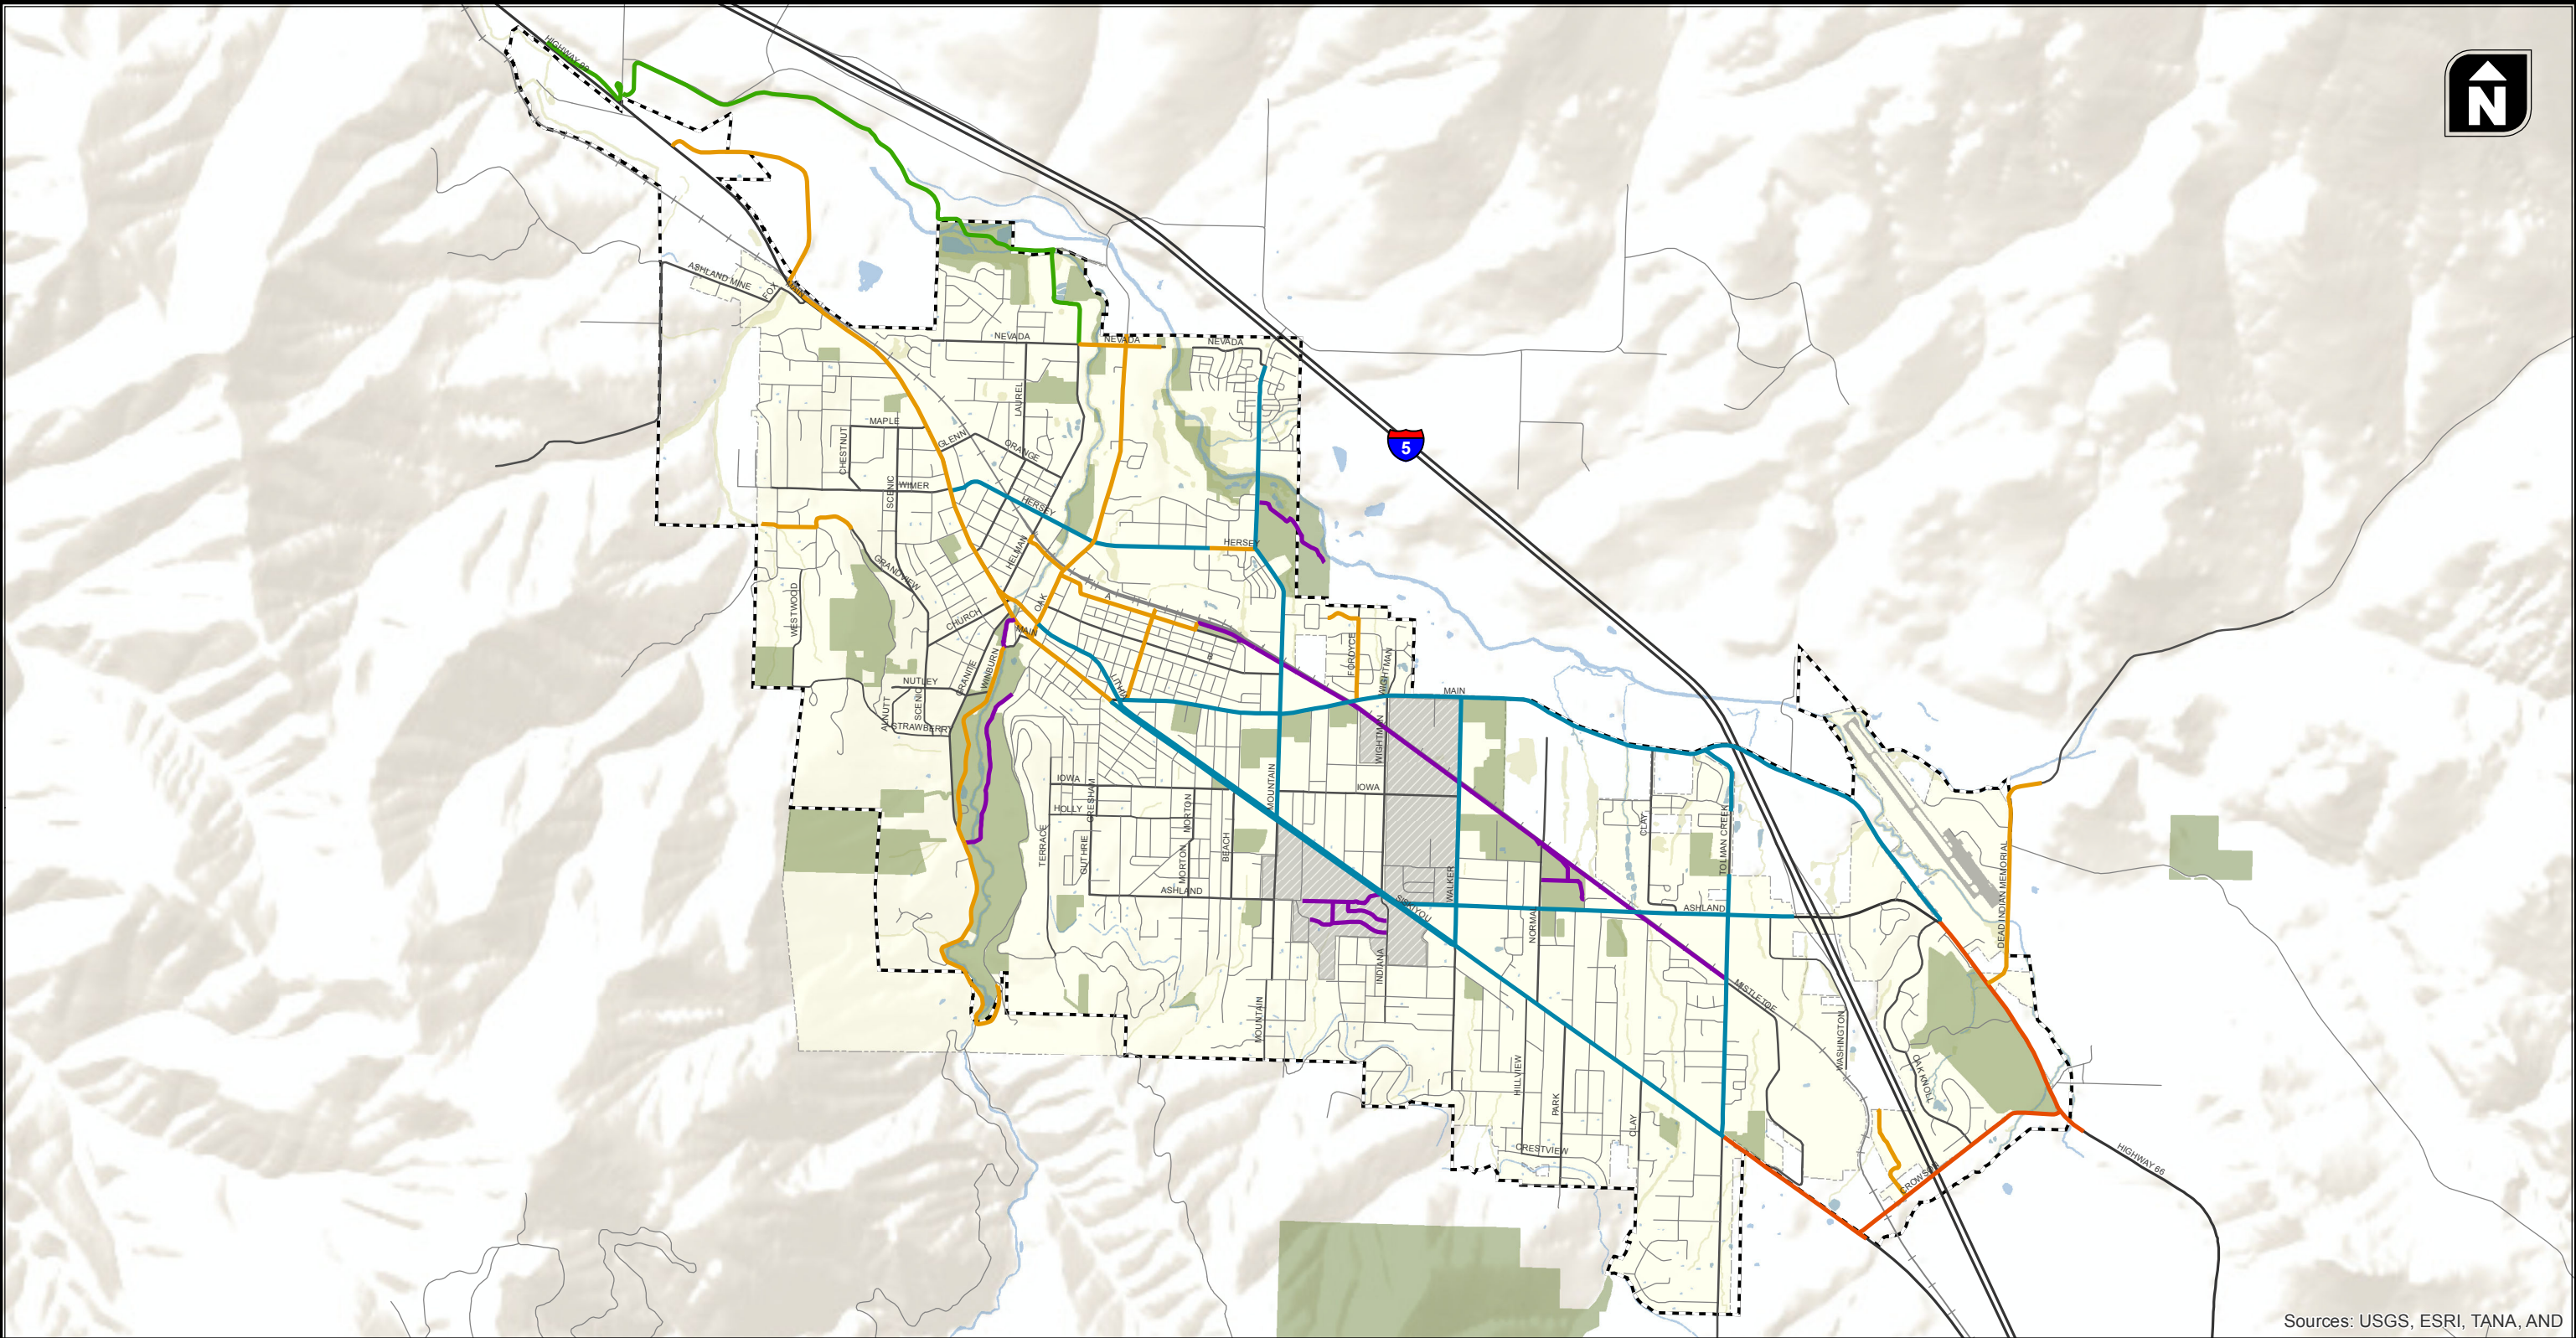 HIGHWAY 99
N
ASHLAND MINE
FOX
MAIN
NEVADA
NEVADA
NEVADA
LAUREL
MAPLE
CHESTNUT
GLENN
ORANGE
5
SCENIC
WIMER
HERSEY
HERSEY
HELMAN
GRANDVIEW
WESTWOOD
CHURCH
OAK
A
MAIN
B
FORDYCE
WIGHTMAN
GRANITE
WINBURN
NUTLEY
SCENIC
ALNUTT
STRAWBERRY
LITHIA
MAIN
WIGHTMAN
IOWA
HOLLY
GRESHAM
MORTON
MOUNTAIN
IOWA
TERRACE
GUTHRIE
MORTON
BEACH
ASHLAND
WALKER
SISKIYOU
CLAY
TOLMAN CREEK
ASHLAND
NORMAL
DEAD INDIAN MEMORIAL
INDIANA
MOUNTAIN
MISTLETOE
WASHINGTON
OAK KNOLL
HILLVIEW
PARK
CLAY
CRESTVIEW
CROWSON
HIGHWAY 66
Sources: USGS, ESRI, TANA, AND